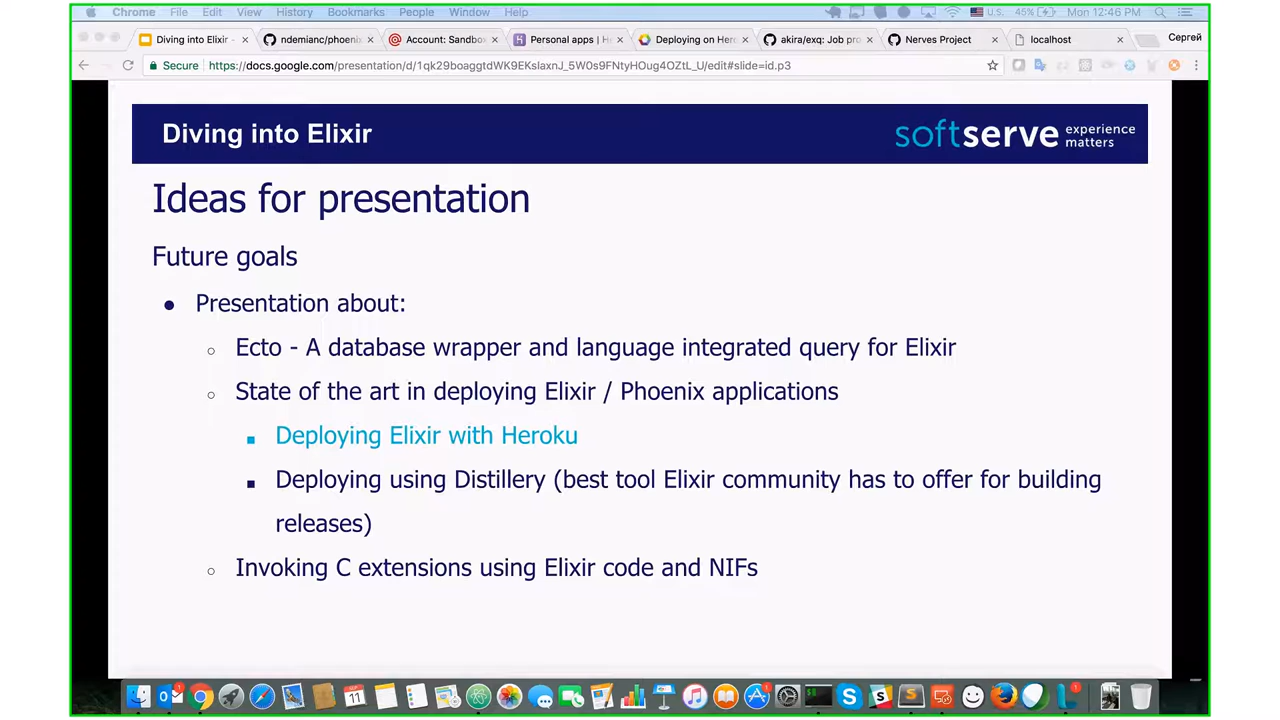 Chrome File Edit View History Bookmarks People Window Help U.S. 45% Mon 12:46 PM
Diving into Elixir - ndemianc/phoenix Account: Sandbox Personal apps | H Deploying on Her akira/exq: Job pro Nerves Project localhost Сергей
Secure https://docs.google.com/presentation/d/1qk29boaggtdWK9EKslaxnJ_5W0s9FNtyHOug4OZtL_U/edit#slide=id.p3
Diving into Elixir
softserve experience matters
Ideas for presentation
Future goals
● Presentation about:
○ Ecto - A database wrapper and language integrated query for Elixir
○ State of the art in deploying Elixir / Phoenix applications
■ Deploying Elixir with Heroku
■ Deploying using Distillery (best tool Elixir community has to offer for building
releases)
○ Invoking C extensions using Elixir code and NIFs